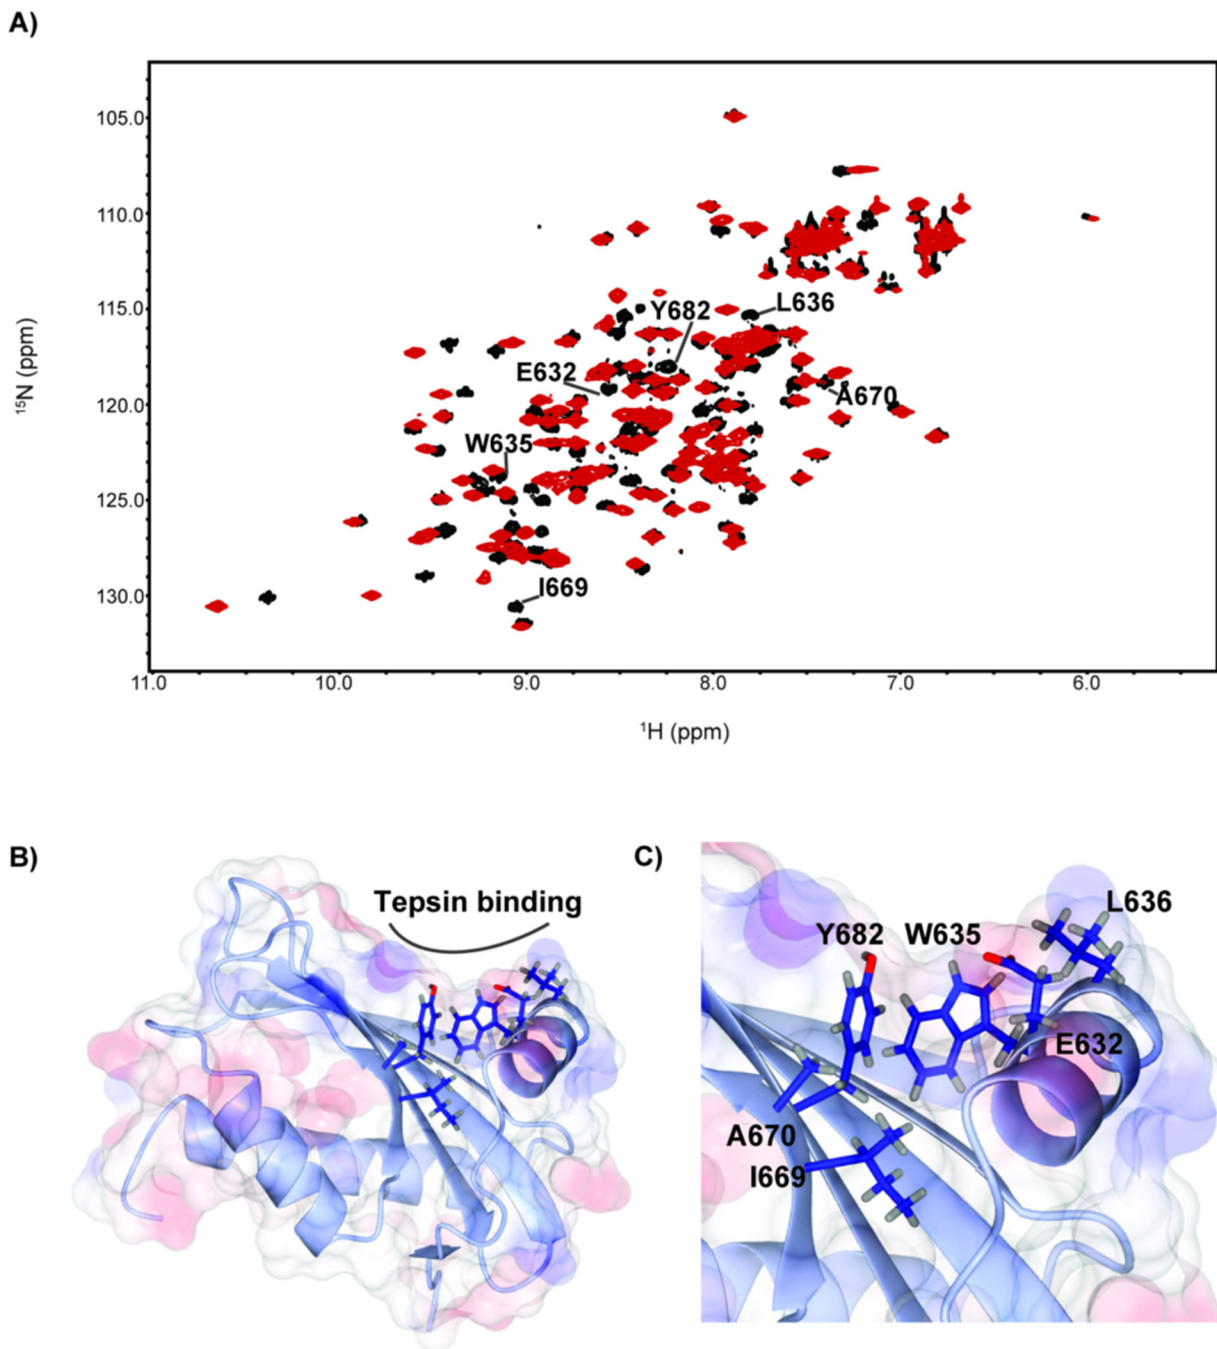 A)
105.0
110.0
115.0
120.0
125.0
130.0
¹⁵N (ppm)
Y682
L636
E632
A670
W635
I669
11.0 10.0 9.0 8.0 7.0 6.0
¹H (ppm)
B)
Tepsin binding
C)
L636
Y682 W635
E632
A670
I669